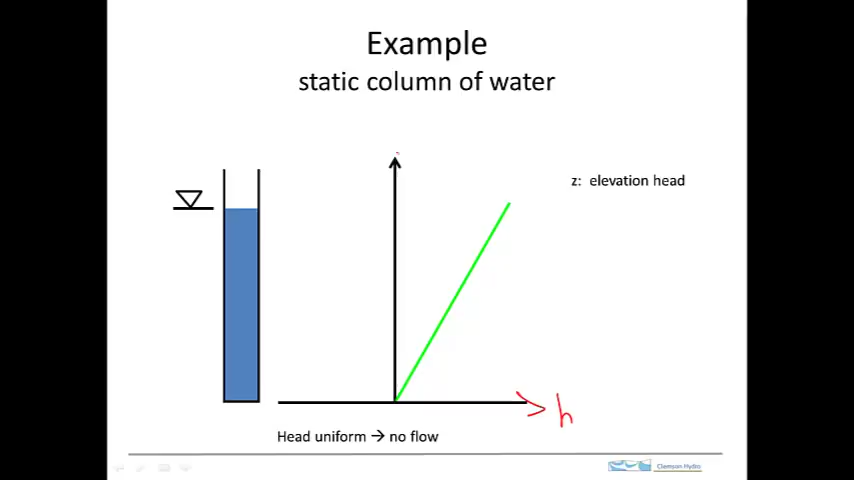 Example
static column of water
z: elevation head
h
Head uniform → no flow
Clemson Hydro